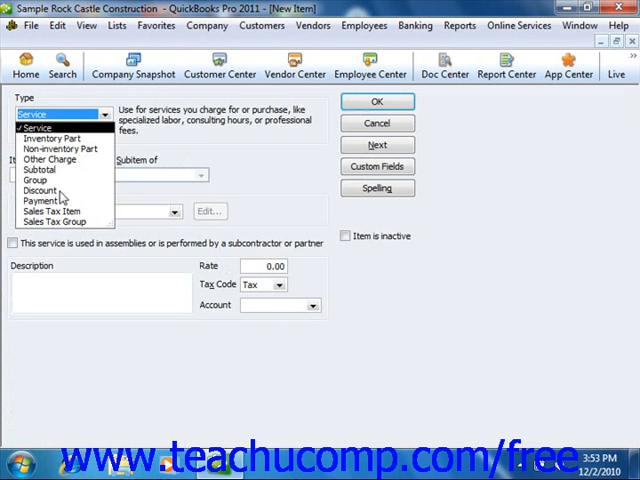 Sample Rock Castle Construction - QuickBooks Pro 2011 - [New Item]
File Edit View Lists Favorites Company Customers Vendors Employees Banking Reports Online Services Window Help
Home Search Company Snapshot Customer Center Vendor Center Employee Center Doc Center Report Center App Center Live
Type
Service
Use for services you charge for or purchase, like
specialized labor, consulting hours, or professional
fees.
✓ Service
Inventory Part
Non-inventory Part
Other Charge
Subtotal
Group
Discount
Payment
Sales Tax Item
Sales Tax Group
Subitem of
Edit...
OK
Cancel
Next
Custom Fields
Spelling
This service is used in assemblies or is performed by a subcontractor or partner
Item is inactive
Description
Rate 0.00
Tax Code Tax
Account
www.teachucomp.com/free
3:53 PM
12/2/2010